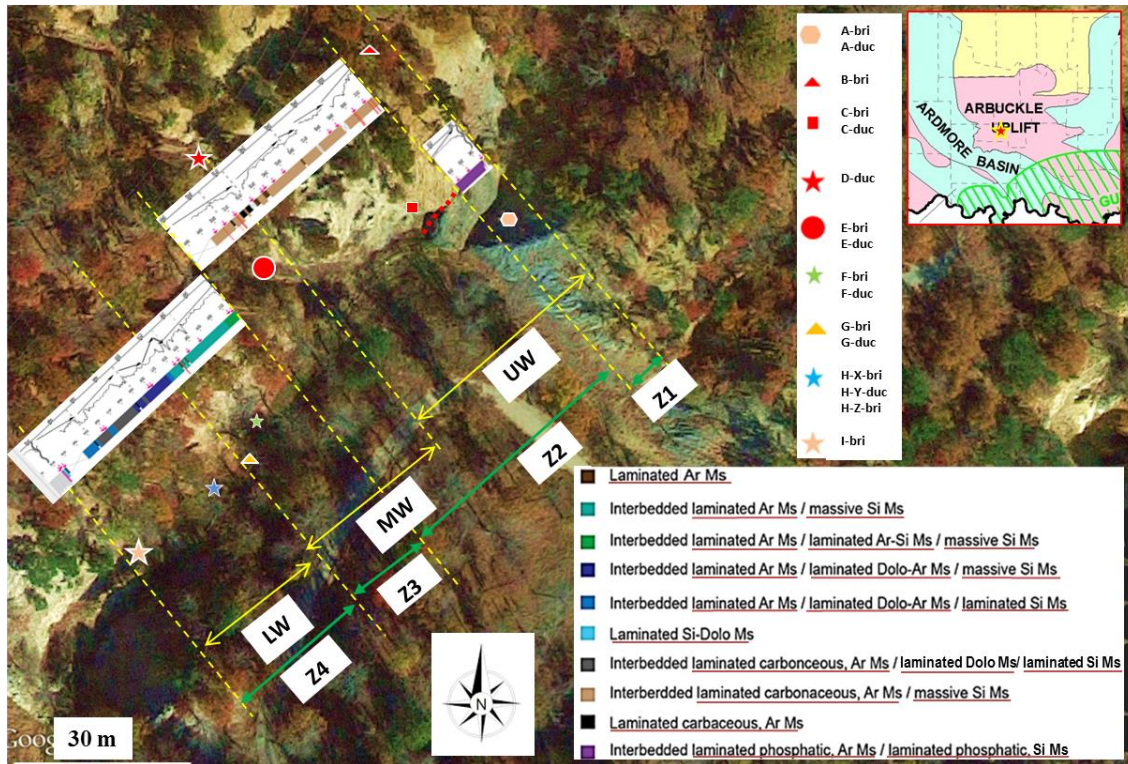 A-bri
A-duc
B-bri
C-bri
C-duc
D-duc
E-bri
E-duc
F-bri
F-duc
G-bri
G-duc
H-X-bri
H-Y-duc
H-Z-bri
I-bri
ARBUCKLE
UPLIFT
ARDMORE BASIN
GU
UW
MW
LW
Z1
Z2
Z3
Z4
N
30 m
Goog
Laminated Ar Ms
Interbedded laminated Ar Ms / massive Si Ms
Interbedded laminated Ar Ms / laminated Ar-Si Ms / massive Si Ms
Interbedded laminated Ar Ms / laminated Dolo-Ar Ms / massive Si Ms
Interbedded laminated Ar Ms / laminated Dolo-Ar Ms / laminated Si Ms
Laminated Si-Dolo Ms
Interbedded laminated carbonceous, Ar Ms / laminated Dolo Ms/ laminated Si Ms
Interberdded laminated carbonaceous, Ar Ms / massive Si Ms
Laminated carbaceous, Ar Ms
Interbedded laminated phosphatic, Ar Ms / laminated phosphatic, Si Ms